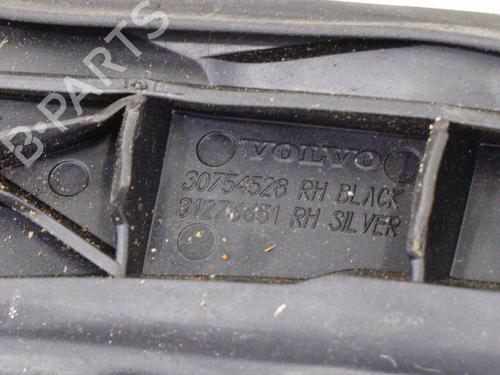 B-PARTS
VOLVO
30754528 RH BLACK
31276651 RH SILVER